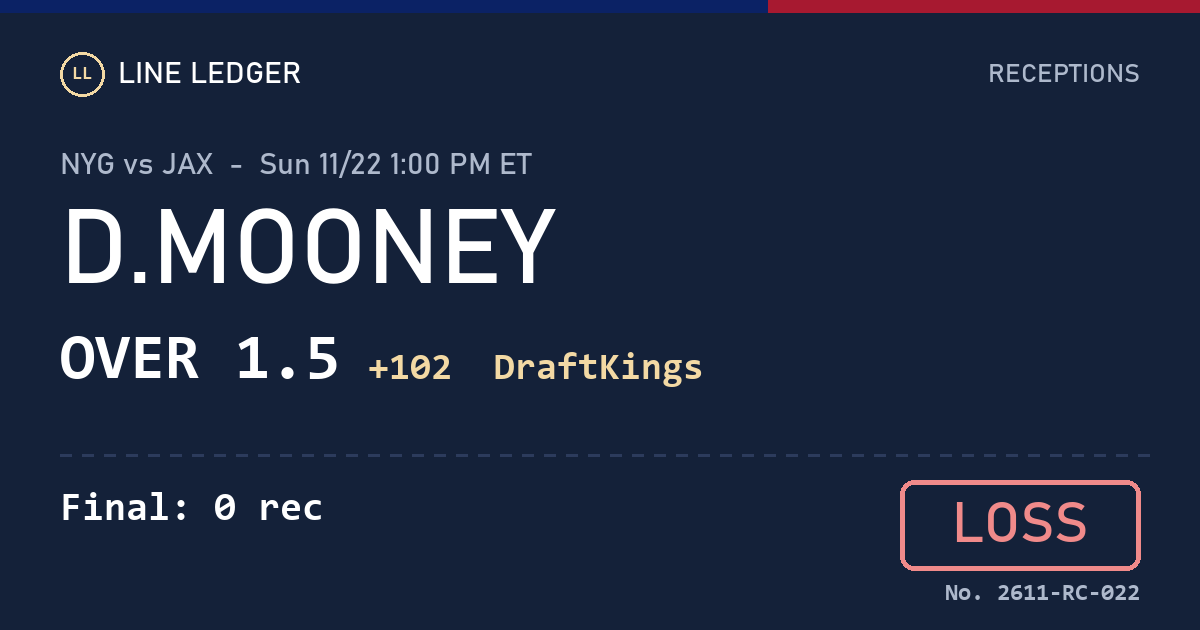 LL LINE LEDGER
RECEPTIONS
NYG vs JAX - Sun 11/22 1:00 PM ET
D.MOONEY
OVER 1.5 +102 DraftKings
Final: 0 rec
LOSS
No. 2611-RC-022